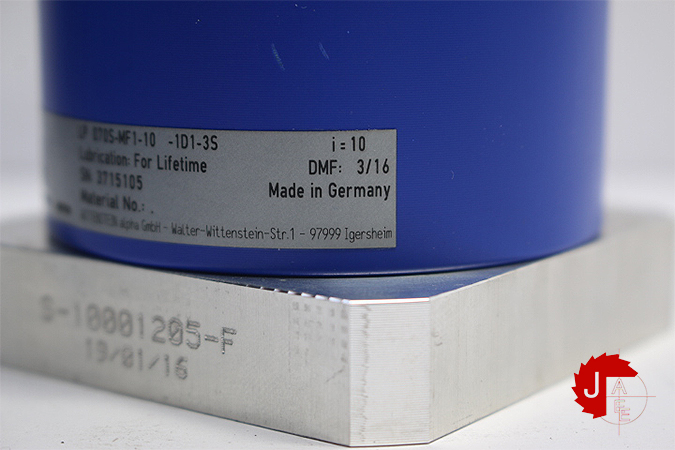 LP 070S-MF1-10 -1D1-3S i = 10
Lubrication: For Lifetime DMF: 3/16
SN 3715105 Made in Germany
Material No.: .
WITTENSTEIN alpha GmbH - Walter-Wittenstein-Str.1 - 97999 Igersheim
S-10001205-F
19/01/16
J